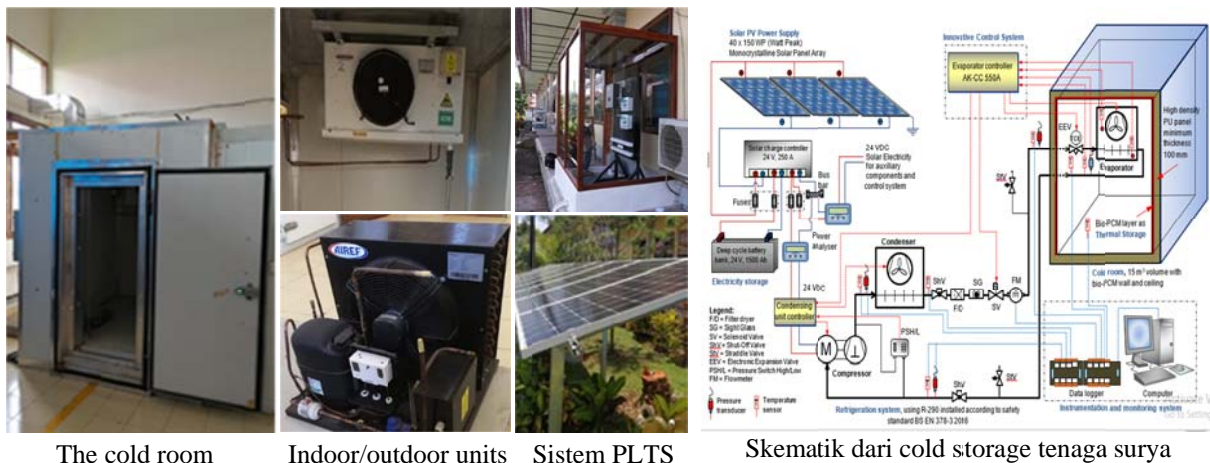 AIREF
Solar PV Power Supply
40 x 150 WP (Watt Peak)
Monocrystalline Solar Panel Array
Innovative Control System
Evaporator controller
AK-CC 550A
Solar charge controller
24 V, 250 A
24 VDC
Solar Electricity
for auxiliary
components and
control system
Bus
bar
Fused
Power
Deep cycle battery
bank, 24 V, 1500 Ah
Electricity storage
24 Vdc
Condensing
unit controller
Condenser
Legend:
F/D = Filter dryer
SG = Sight Glass
SV = Solenoid Valve
ShV = Shut-Off Valve
StV = Straddle Valve
EEV = Electronic Expansion Valve
PSH/L = Pressure Switch High/Low
FM = Flowmeter
Pressure
transducer
Temperature
sensor
M
Compressor
PSH/L
ShV
F/D
SG
SV
FM
StV
EEV
Evaporator
High density
PU panel
minimum
thickness
100 mm
Bio-PCM layer as
Thermal Storage
Cold room, 15 m³ volume with
bio-PCM wall and ceiling
ShV
StV
Data logger
Computer
Instrumentation and monitoring system
Refrigeration system, using R-290 installed according to safety
standard BS EN 378-3 2016
The cold room
Indoor/outdoor units
Sistem PLTS
Skematik dari cold storage tenaga surya